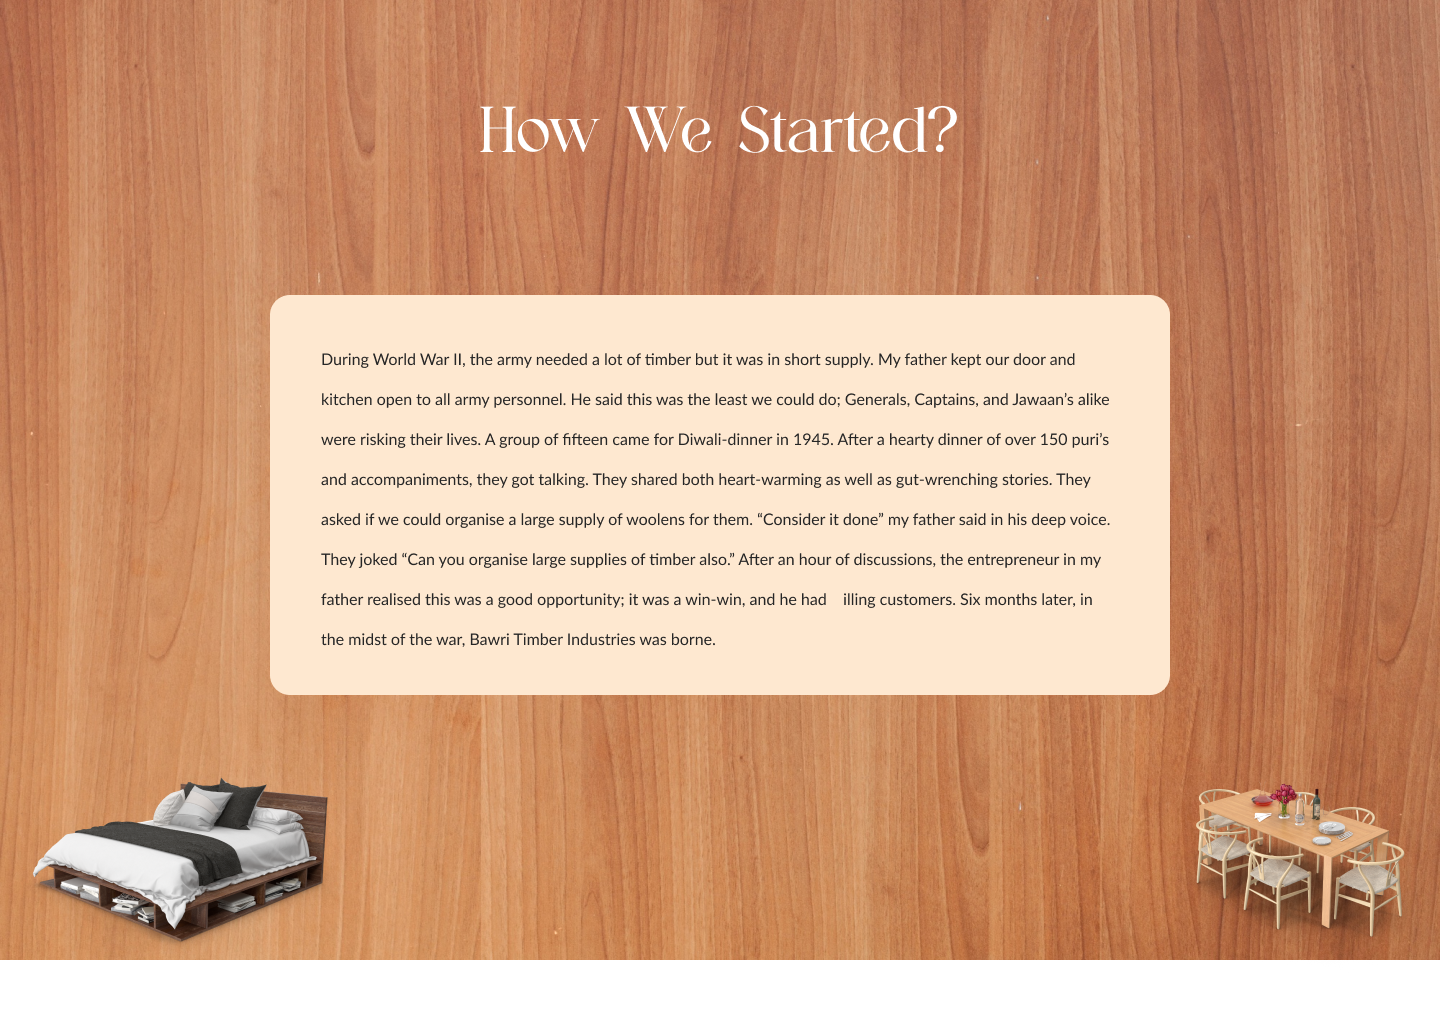 How We Started?
During World War II, the army needed a lot of timber but it was in short supply. My father kept our door and
kitchen open to all army personnel. He said this was the least we could do; Generals, Captains, and Jawaan’s alike
were risking their lives. A group of fifteen came for Diwali-dinner in 1945. After a hearty dinner of over 150 puri’s
and accompaniments, they got talking. They shared both heart-warming as well as gut-wrenching stories. They
asked if we could organise a large supply of woolens for them. “Consider it done” my father said in his deep voice.
They joked “Can you organise large supplies of timber also.” After an hour of discussions, the entrepreneur in my
father realised this was a good opportunity; it was a win-win, and he had illing customers. Six months later, in
the midst of the war, Bawri Timber Industries was borne.